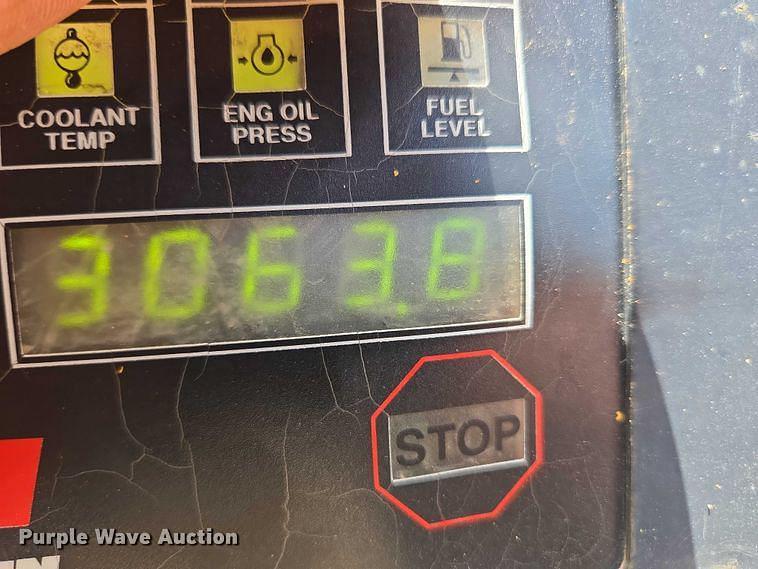 COOLANT TEMP
ENG OIL PRESS
FUEL LEVEL
3063.8
STOP
Purple Wave Auction